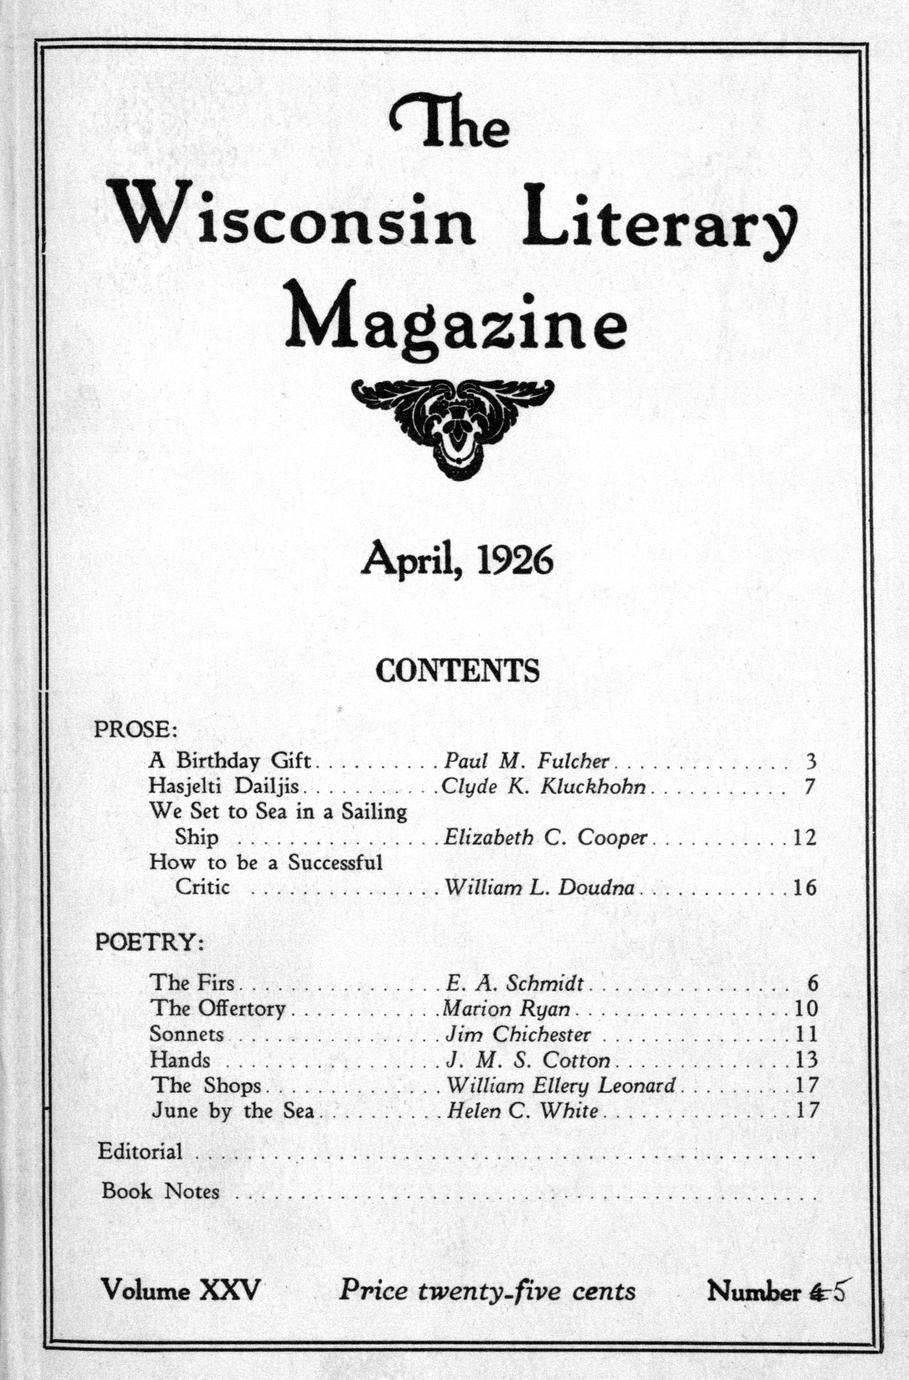 The
Wisconsin Literary
Magazine
April, 1926
CONTENTS
PROSE:
A Birthday Gift..........Paul M. Fulcher..............3
Hasjelti Dailjis...........Clyde K. Kluckhohn...........7
We Set to Sea in a Sailing
Ship ................Elizabeth C. Cooper...........12
How to be a Successful
Critic ...............William L. Doudna............16
POETRY:
The Firs................E. A. Schmidt................6
The Offertory............Marion Ryan.................10
Sonnets.................Jim Chichester ...............11
Hands .................J. M. S. Cotton..............13
The Shops..............William Ellery Leonard.........17
June by the Sea..........Helen C. White...............17
Editorial ................................................
Book Notes .............................................
Volume XXV Price twenty-five cents Number 4 5